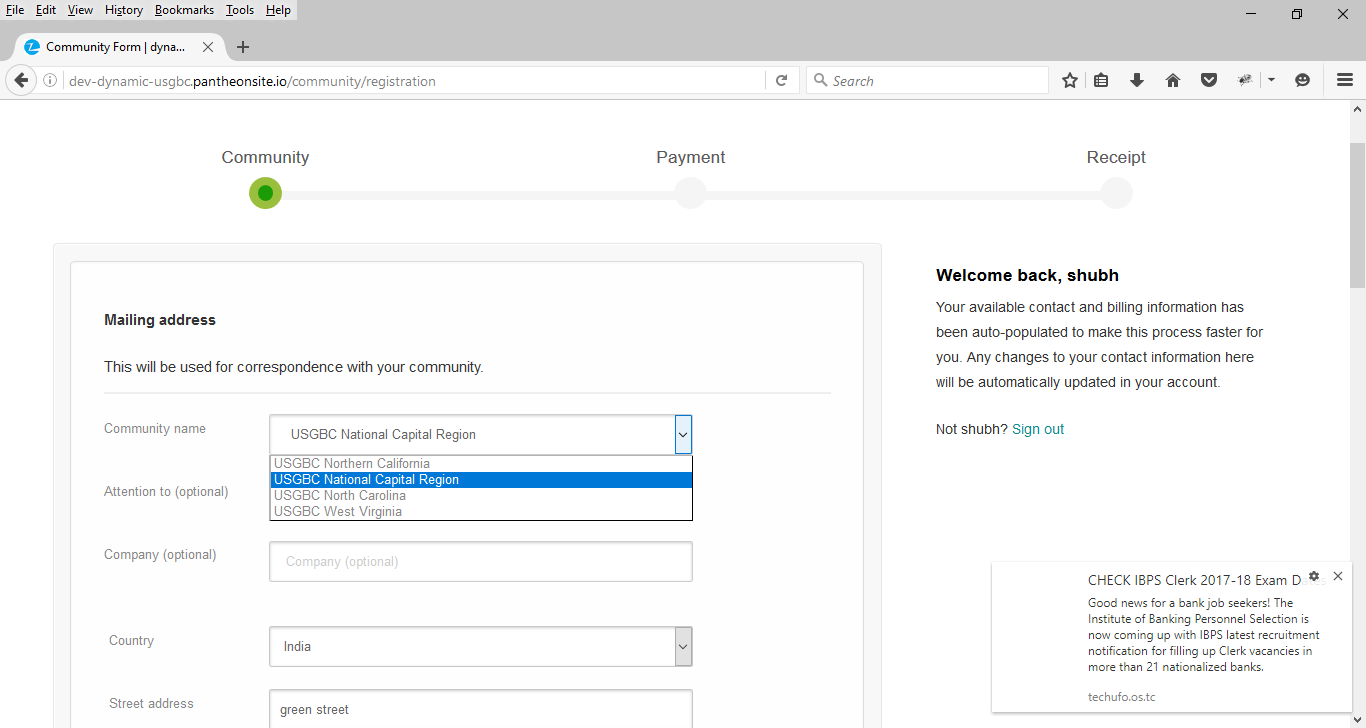 File Edit View History Bookmarks Tools Help
Community Form | dyna...
dev-dynamic-usgbc.pantheonsite.io/community/registration
Search
Community
Payment
Receipt
Mailing address
This will be used for correspondence with your community.
Community name
USGBC National Capital Region
USGBC Northern California
USGBC National Capital Region
USGBC North Carolina
USGBC West Virginia
Attention to (optional)
Company (optional)
Company (optional)
Country
India
Street address
green street
Welcome back, shubh
Your available contact and billing information has
been auto-populated to make this process faster for
you. Any changes to your contact information here
will be automatically updated in your account.
Not shubh? Sign out
CHECK IBPS Clerk 2017-18 Exam D
Good news for a bank job seekers! The
Institute of Banking Personnel Selection is
now coming up with IBPS latest recruitment
notification for filling up Clerk vacancies in
more than 21 nationalized banks.
techufo.os.tc